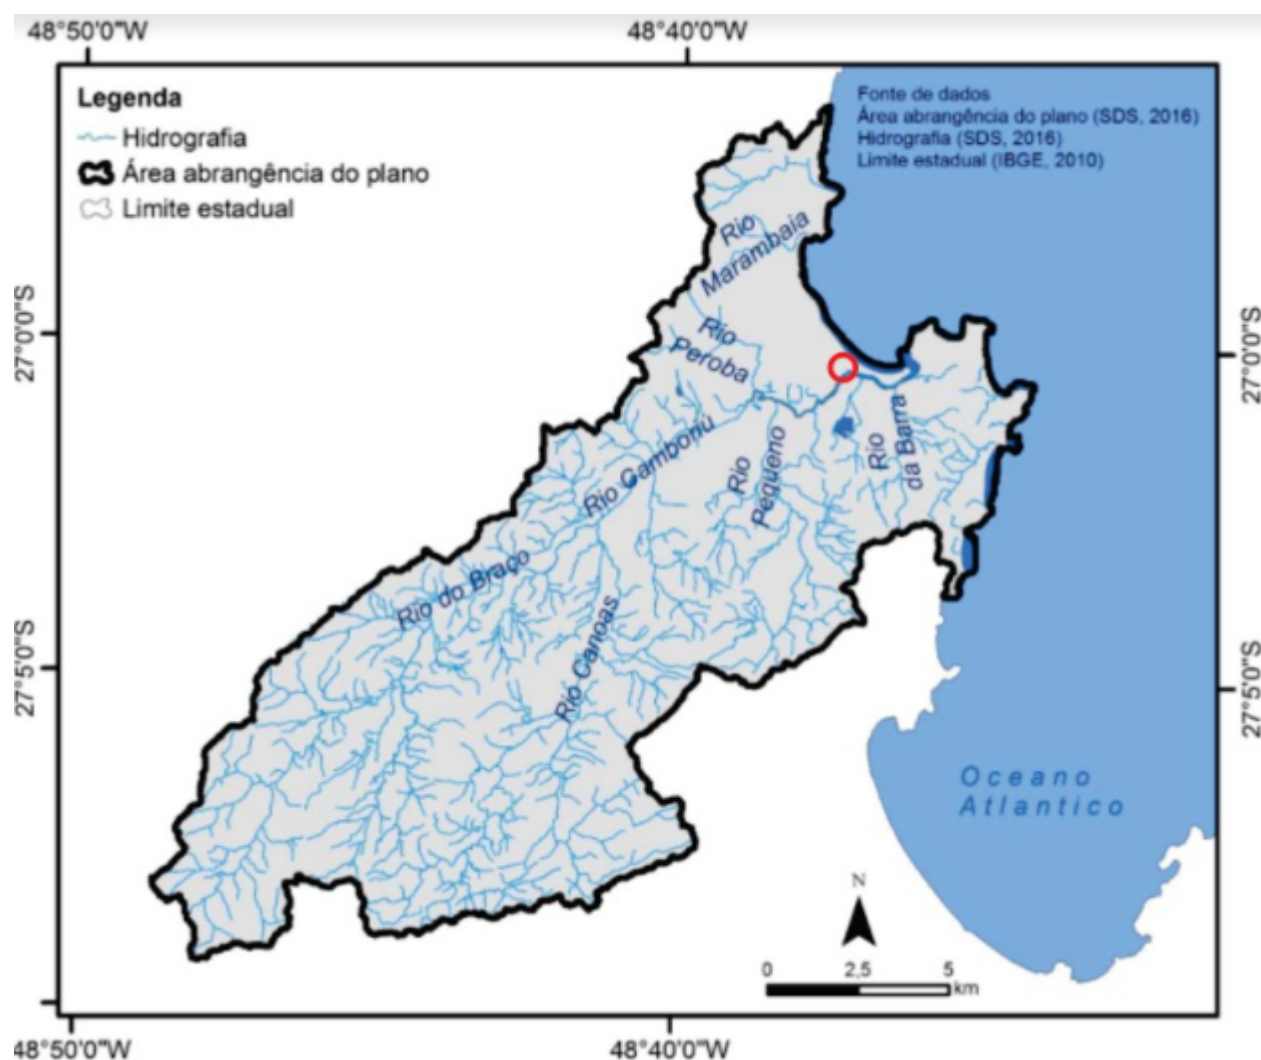 48°50'0"W
48°40'0"W
Legenda
Hidrografia
Área abrangência do plano
Limite estadual
Fonte de dados
Área abrangência do plano (SDS, 2016)
Hidrografia (SDS, 2016)
Limite estadual (IBGE, 2010)
Rio
Marambaia
27°0'0"S
27°0'0"S
Rio
Peroba
Rio Camboriú
Rio
Pequeno
Rio
da Barra
Rio do Braço
Rio Canoas
27°5'0"S
27°5'0"S
Oceano
Atlantico
N
0 2,5 5
km
48°50'0"W
48°40'0"W